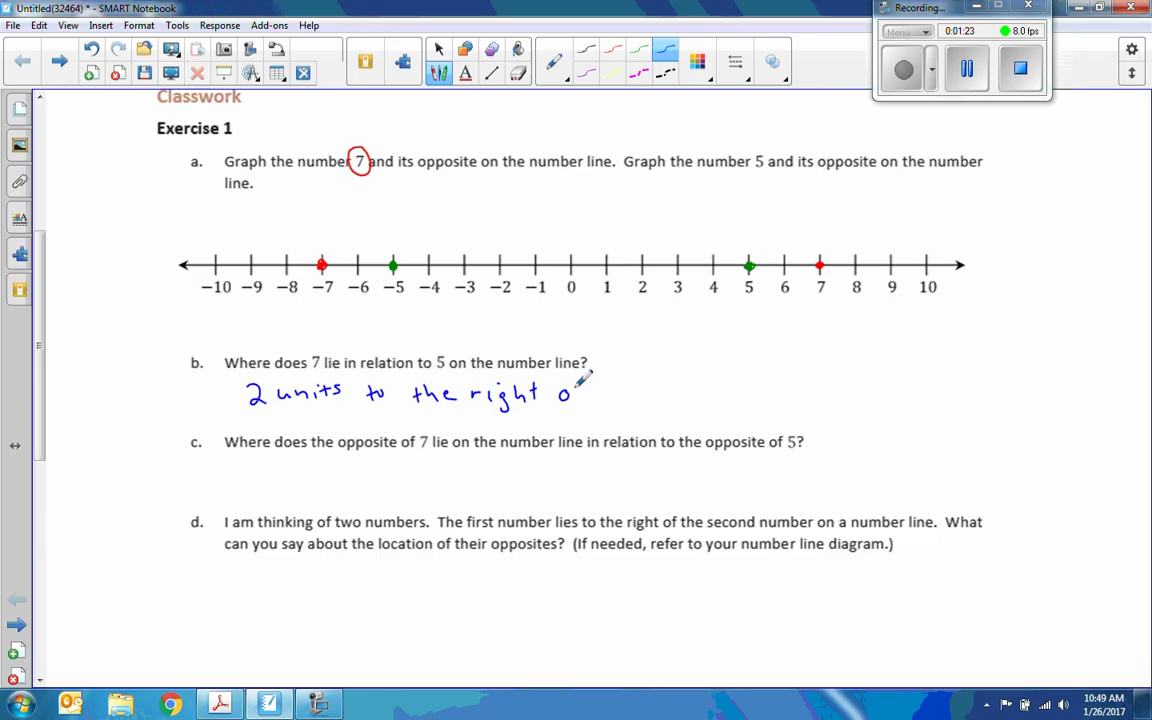 Untitled(32464) * - SMART Notebook
File Edit View Insert Format Tools Response Add-ons Help
Recording...
Menu 0:01:23 8.0 fps
Classwork
Exercise 1
a. Graph the number 7 and its opposite on the number line. Graph the number 5 and its opposite on the number
line.
−10 −9 −8 −7 −6 −5 −4 −3 −2 −1 0 1 2 3 4 5 6 7 8 9 10
b. Where does 7 lie in relation to 5 on the number line?
2 units to the right o
c. Where does the opposite of 7 lie on the number line in relation to the opposite of 5?
d. I am thinking of two numbers. The first number lies to the right of the second number on a number line. What
can you say about the location of their opposites? (If needed, refer to your number line diagram.)
10:49 AM
1/26/2017